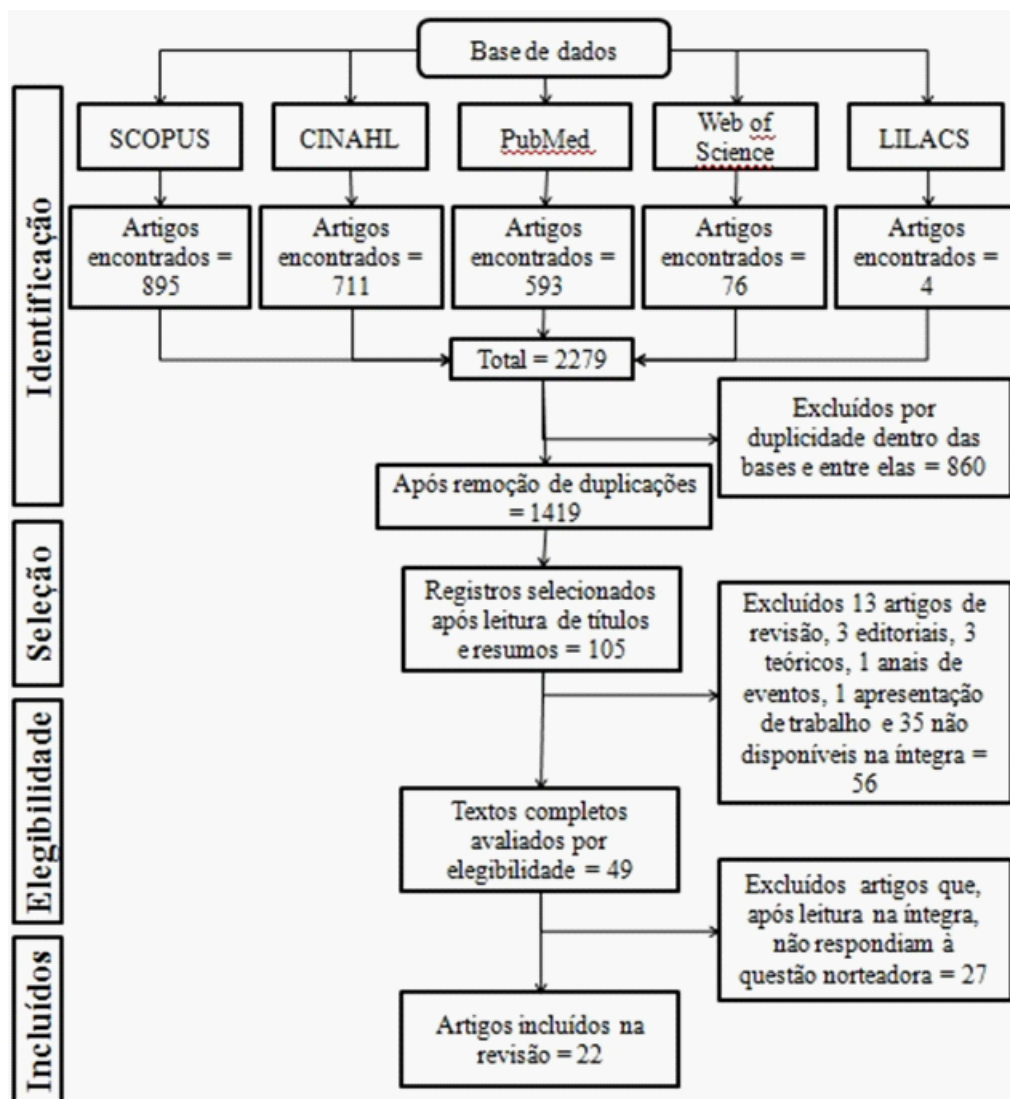 Base de dados
Identificação
SCOPUS
CINAHL
PubMed
Web of
Science
LILACS
Artigos
encontrados =
895
Artigos
encontrados =
711
Artigos
encontrados =
593
Artigos
encontrados =
76
Artigos
encontrados =
4
Total = 2279
Excluídos por
duplicidade dentro das
bases e entre elas = 860
Após remoção de duplicações
= 1419
Seleção
Registros selecionados
após leitura de títulos
e resumos = 105
Excluídos 13 artigos de
revisão, 3 editoriais, 3
teóricos, 1 anais de
eventos, 1 apresentação
de trabalho e 35 não
disponíveis na íntegra =
56
Elegibilidade
Textos completos
avaliados por
elegibilidade = 49
Excluídos artigos que,
após leitura na íntegra,
não respondiam à
questão norteadora = 27
Incluídos
Artigos incluídos na
revisão = 22